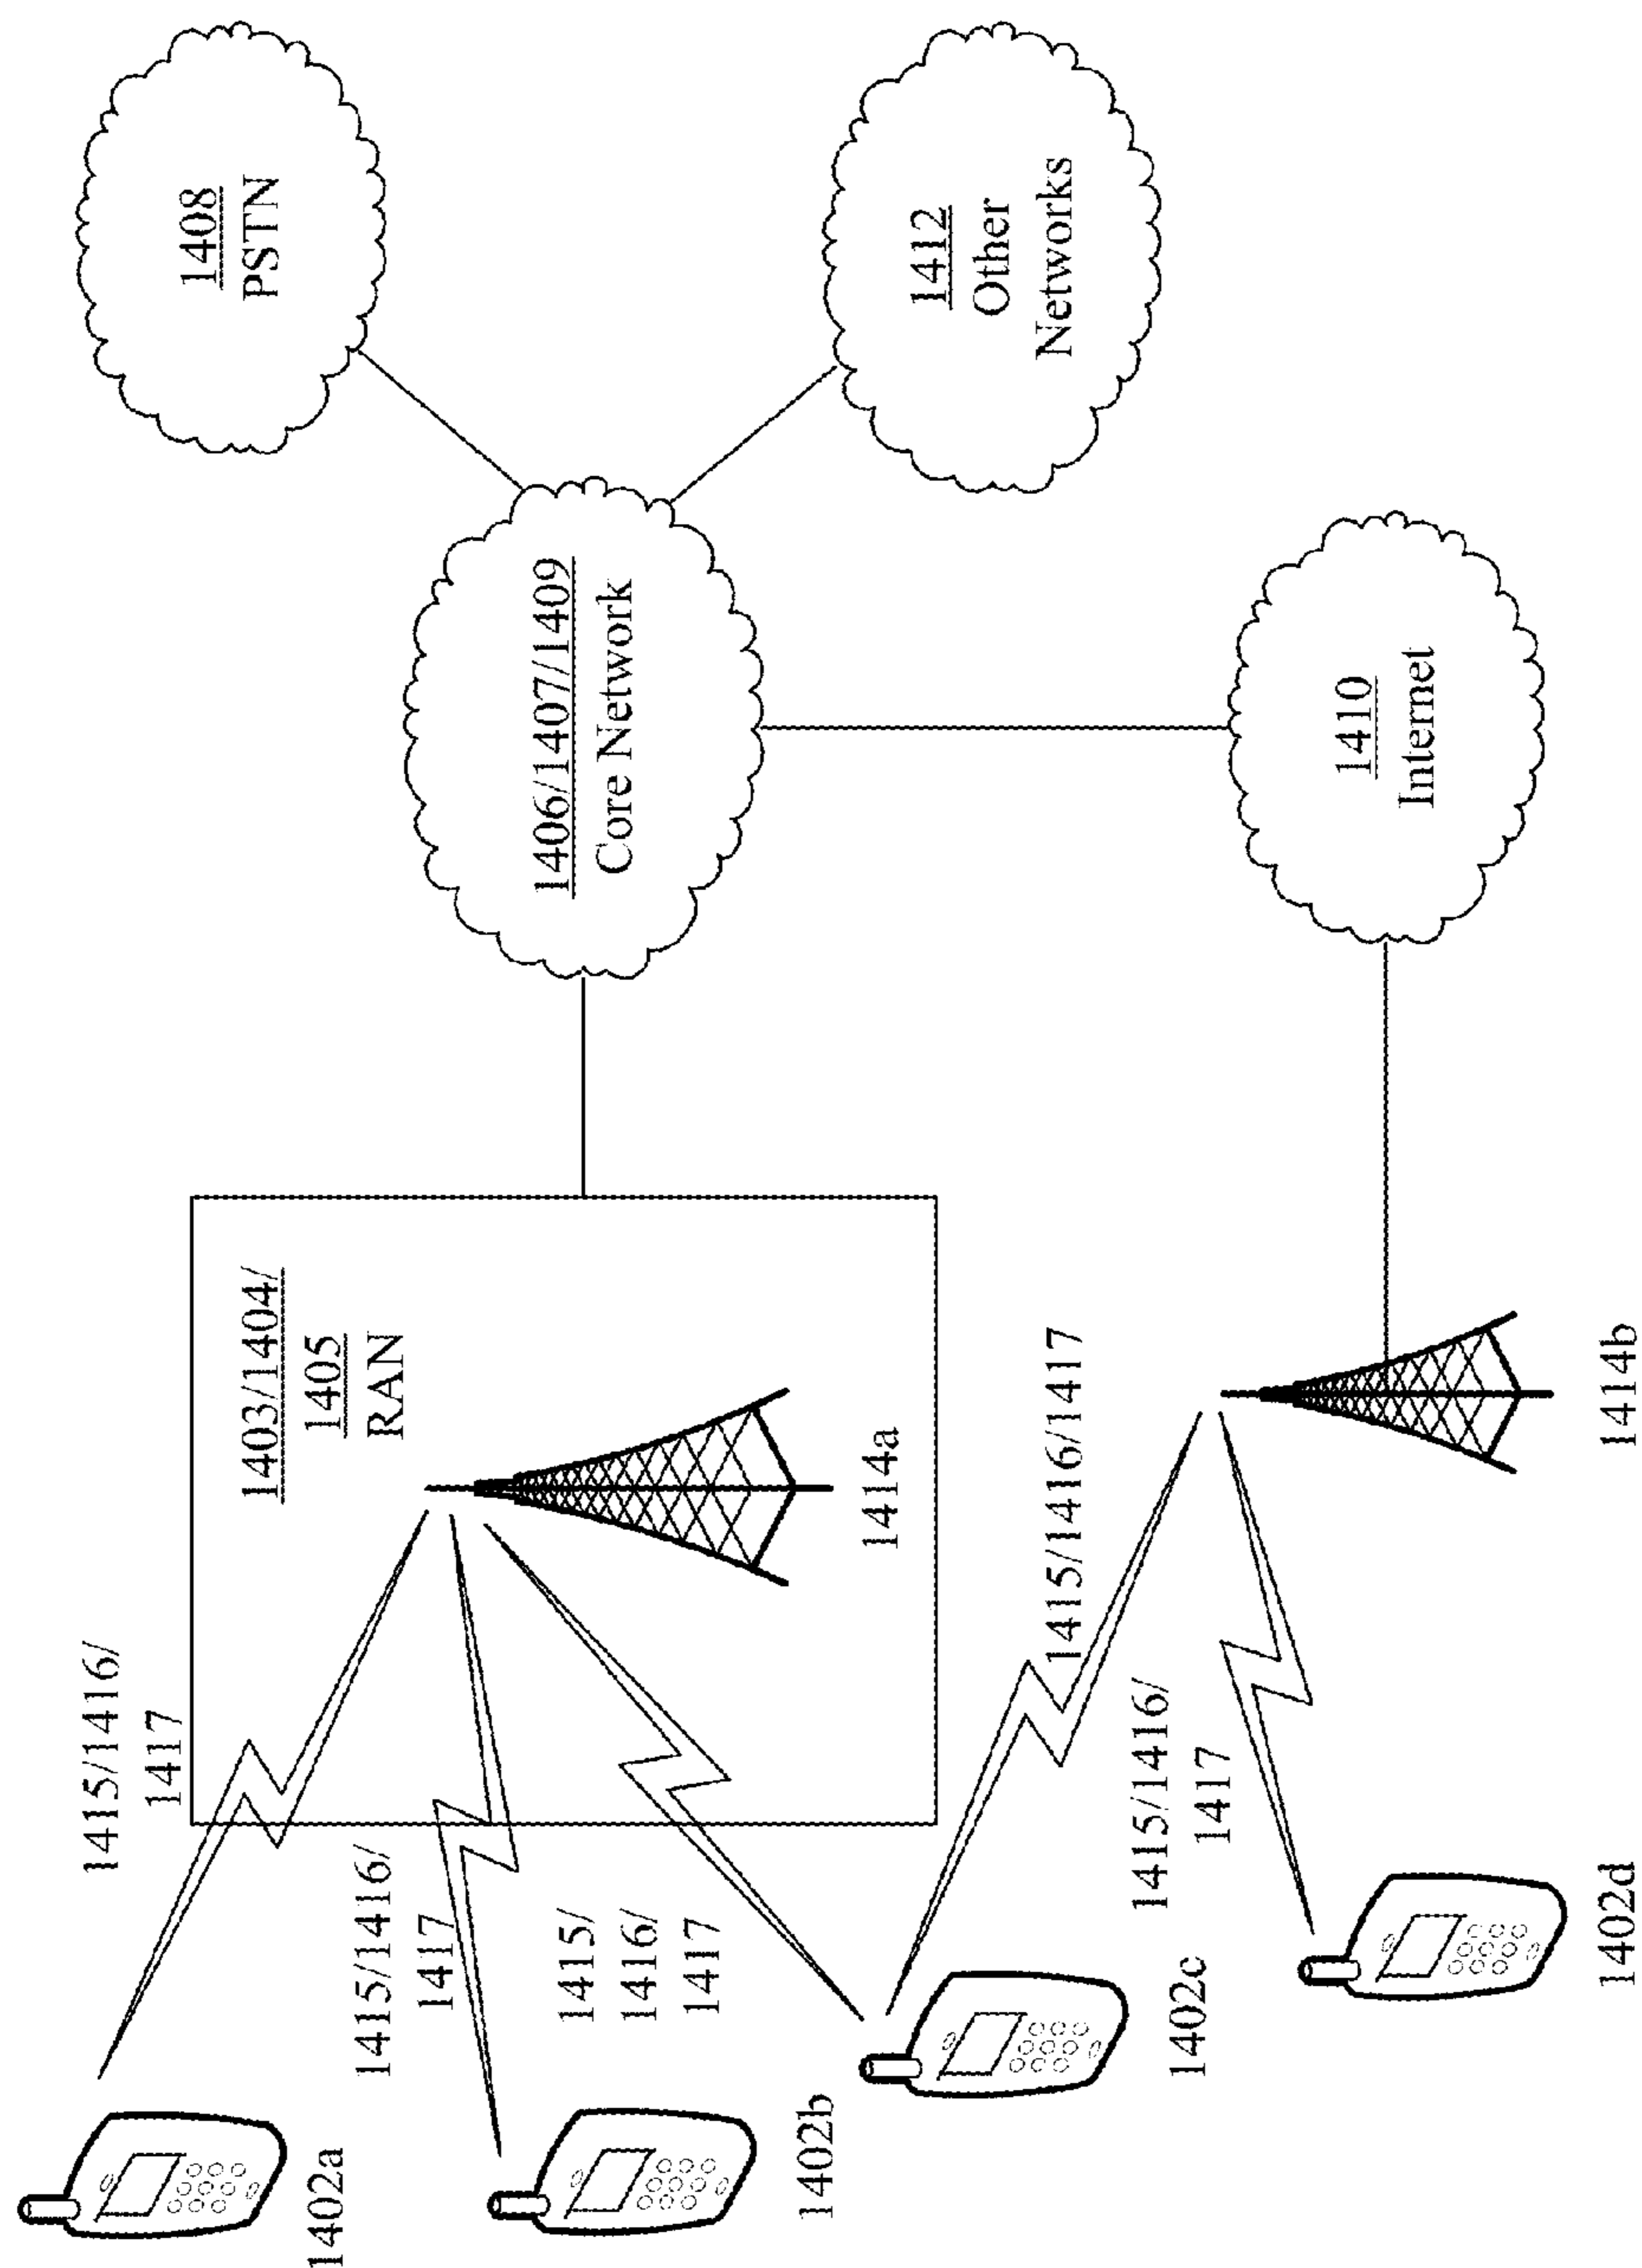 1415/1416/
1417
1402a
1415/1416/
1417
1402b
1415/
1416/
1417
1402c
1403/1404/
1405
RAN
1414a
1415/1416/1417
1415/1416/
1417
1402d
1414b
1406/1407/1409
Core Network
1408
PSTN
1412
Other
Networks
1410
Internet